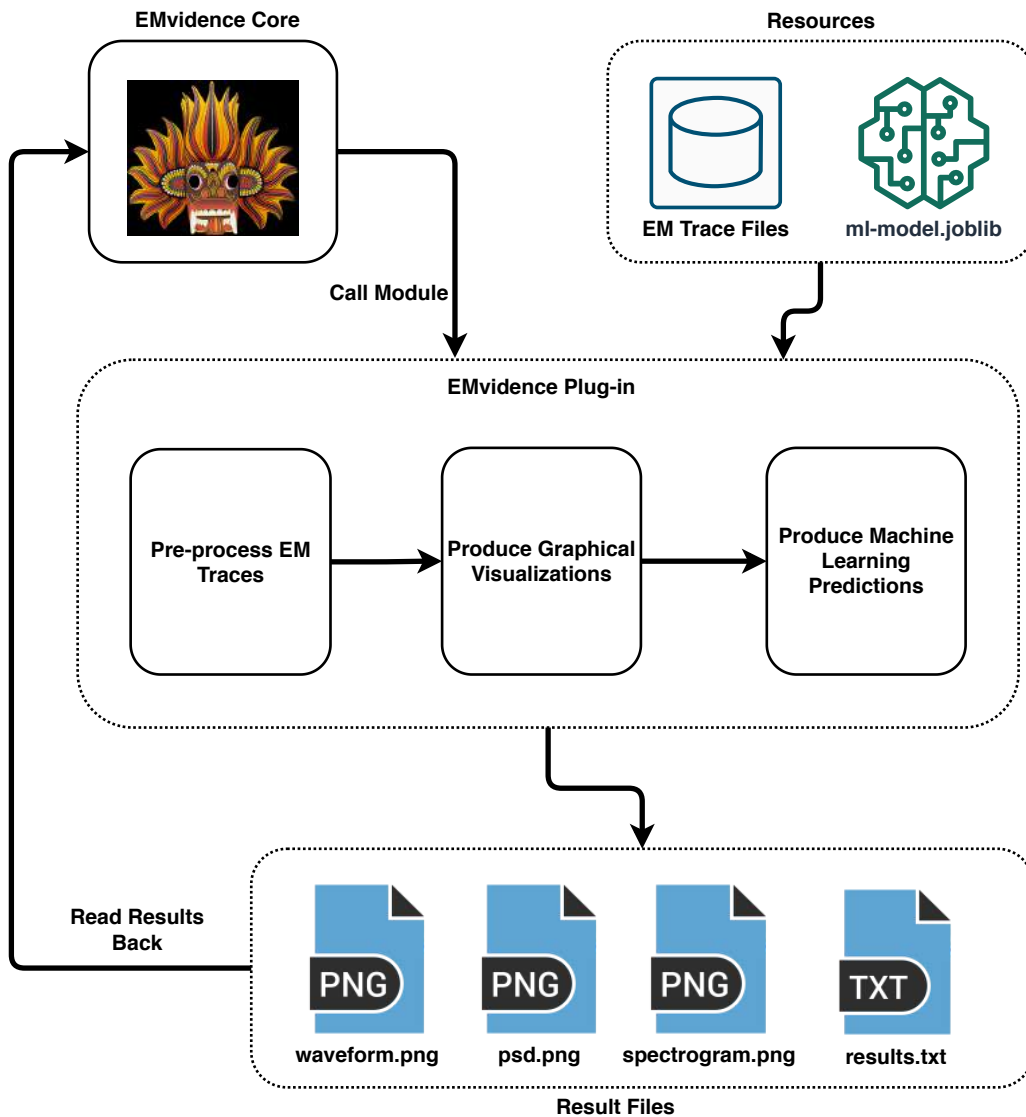 EMvidence Core
Resources
EM Trace Files
ml-model.joblib
Call Module
EMvidence Plug-in
Pre-process EM
Traces
Produce Graphical
Visualizations
Produce Machine
Learning
Predictions
Read Results
Back
PNG
PNG
PNG
TXT
waveform.png
psd.png
spectrogram.png
results.txt
Result Files